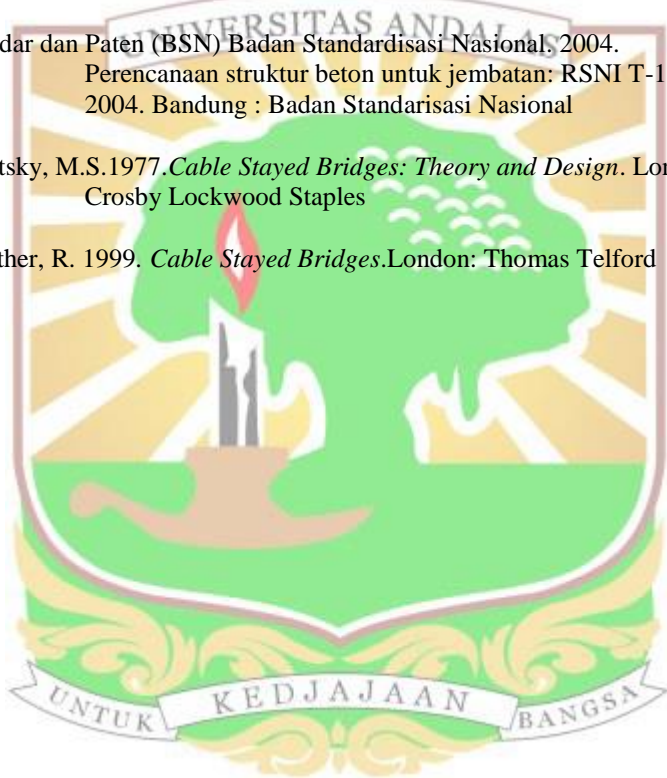 UNIVERSITAS ANDALAS
dar dan Paten (BSN) Badan Standardisasi Nasional. 2004.
Perencanaan struktur beton untuk jembatan: RSNI T-1
2004. Bandung : Badan Standarisasi Nasional
tsky, M.S.1977.Cable Stayed Bridges: Theory and Design. Lon
Crosby Lockwood Staples
ther, R. 1999. Cable Stayed Bridges.London: Thomas Telford
UNTUK KEDJAJAAN BANGSA